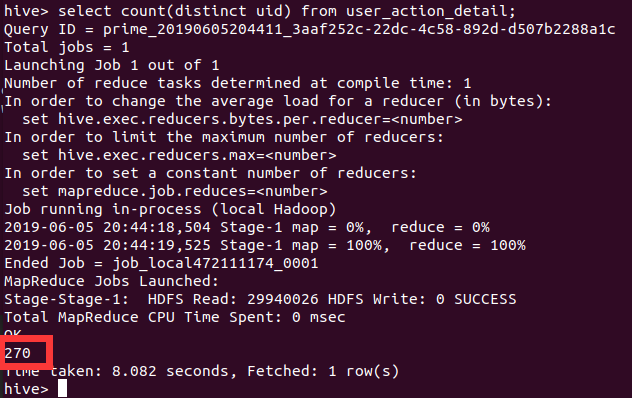 hive> select count(distinct uid) from user_action_detail;
Query ID = prime_20190605204411_3aaf252c-22dc-4c58-892d-d507b2288a1c
Total jobs = 1
Launching Job 1 out of 1
Number of reduce tasks determined at compile time: 1
In order to change the average load for a reducer (in bytes):
  set hive.exec.reducers.bytes.per.reducer=<number>
In order to limit the maximum number of reducers:
  set hive.exec.reducers.max=<number>
In order to set a constant number of reducers:
  set mapreduce.job.reduces=<number>
Job running in-process (local Hadoop)
2019-06-05 20:44:18,504 Stage-1 map = 0%,  reduce = 0%
2019-06-05 20:44:19,525 Stage-1 map = 100%,  reduce = 100%
Ended Job = job_local472111174_0001
MapReduce Jobs Launched:
Stage-Stage-1:  HDFS Read: 29940026 HDFS Write: 0 SUCCESS
Total MapReduce CPU Time Spent: 0 msec
OK
270
Time taken: 8.082 seconds, Fetched: 1 row(s)
hive>